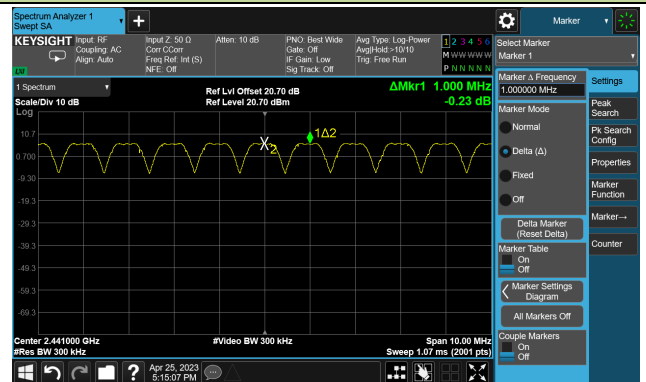 Spectrum Analyzer 1
Swept SA
+
Marker
KEYSIGHT
Input: RF
Coupling: AC
Align: Auto
Input Z: 50 Ω
Corr CCorr
Freq Ref: Int (S)
NFE: Off
Atten: 10 dB
PNO: Best Wide
Gate: Off
IF Gain: Low
Sig Track: Off
Avg Type: Log-Power
Avg|Hold:>10/10
Trig: Free Run
1 2 3 4 5 6
M W W W W W
P N N N N N
Select Marker
Marker 1
1 Spectrum
Scale/Div 10 dB
Log
Ref Lvl Offset 20.70 dB
Ref Level 20.70 dBm
ΔMkr1 1.000 MHz
-0.23 dB
10.7
0.700
-9.30
-19.3
-29.3
-39.3
-49.3
-59.3
-69.3
X2
1Δ2
Center 2.441000 GHz
#Res BW 300 kHz
#Video BW 300 kHz
Span 10.00 MHz
Sweep 1.07 ms (2001 pts)
Marker Δ Frequency
1.000000 MHz
Marker Mode
Normal
Delta (Δ)
Fixed
Off
Delta Marker
(Reset Delta)
Marker Table
On
Off
Marker Settings
Diagram
All Markers Off
Couple Markers
On
Off
Settings
Peak
Search
Pk Search
Config
Properties
Marker
Function
Marker→
Counter
?
Apr 25, 2023
5:15:07 PM